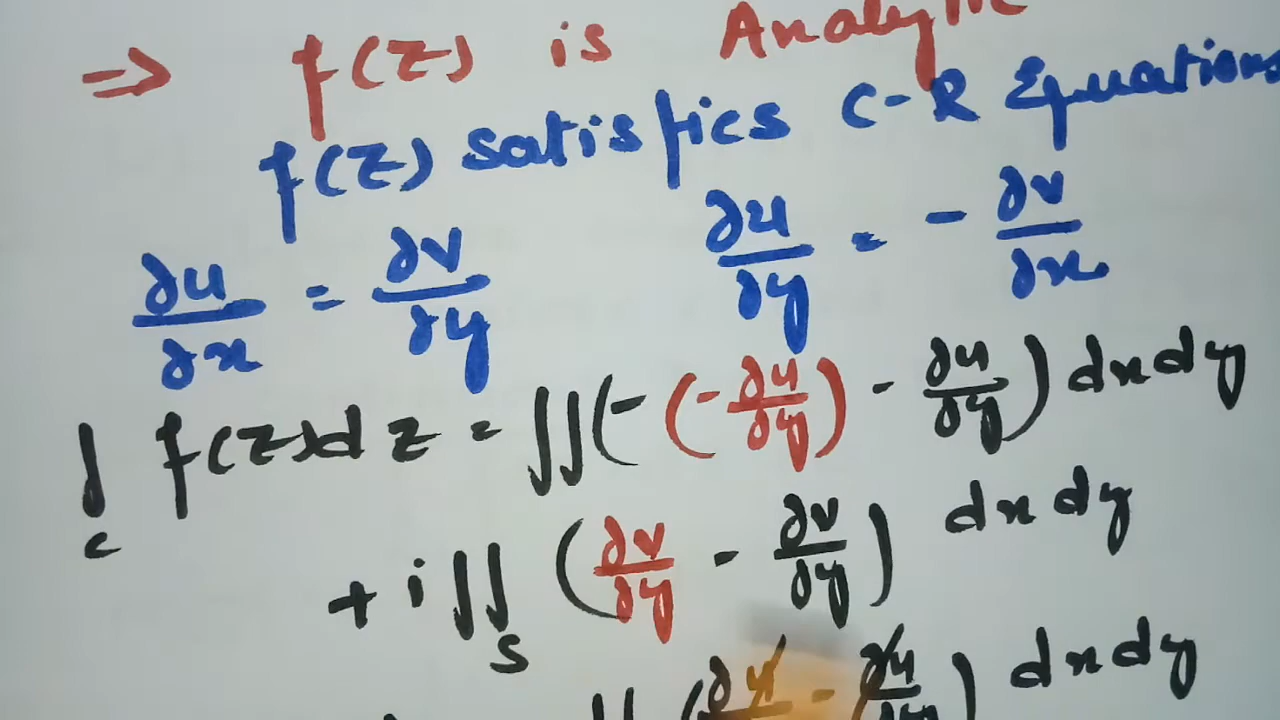 ⇒ f(z) is Analytic
f(z) satisfies C-R Equations
∂u/∂x = ∂v/∂y ∂u/∂y = - ∂v/∂x
∫_c f(z)dz = ∬(-(-∂u/∂y) - ∂u/∂y) dxdy
+ i∬_S (∂v/∂y - ∂v/∂y) dxdy
∬ (∂u/ - ∂u/∂y) dxdy